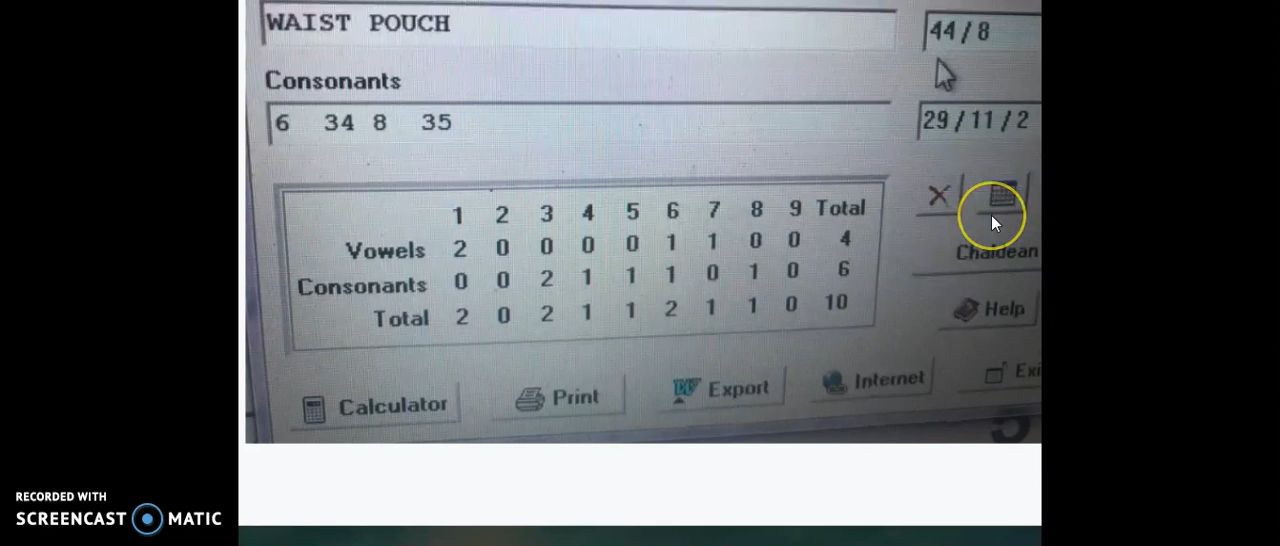 WAIST POUCH 44/8
Consonants
6 34 8 35 29/11/2
1 2 3 4 5 6 7 8 9 Total
Vowels 2 0 0 0 0 1 1 0 0 4
Chaldean
Consonants 0 0 2 1 1 1 0 1 0 6
Total 2 0 2 1 1 2 1 1 0 10
Help
Calculator Print Export Internet Exi
5
RECORDED WITH
SCREENCAST MATIC